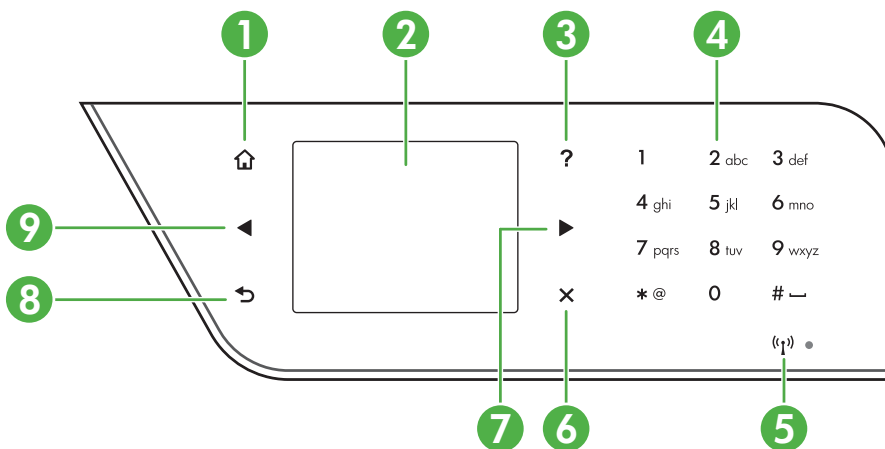 1 2 3 4
? 1 2 abc 3 def
4 ghi 5 jkl 6 mno
9
7 pqrs 8 tuv 9 wxyz
8
* @ 0 #
7 6 5